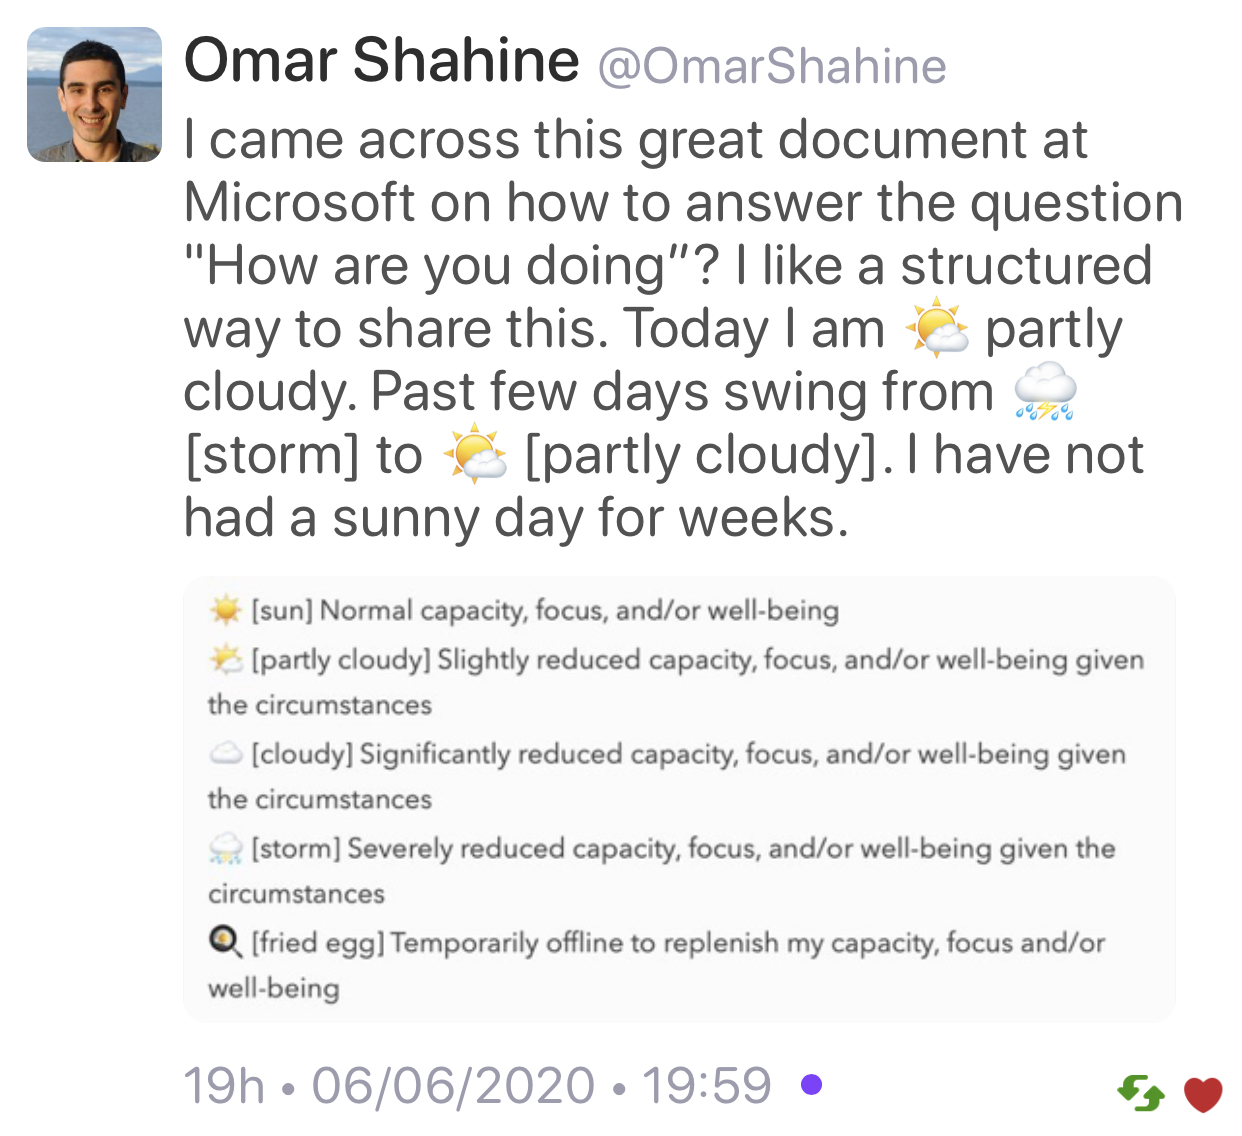 Omar Shahine @OmarShahine
I came across this great document at
Microsoft on how to answer the question
"How are you doing”? I like a structured
way to share this. Today I am 🌤 partly
cloudy. Past few days swing from ⛈
[storm] to 🌤 [partly cloudy]. I have not
had a sunny day for weeks.
☀️ [sun] Normal capacity, focus, and/or well-being
🌤 [partly cloudy] Slightly reduced capacity, focus, and/or well-being given
the circumstances
☁️ [cloudy] Significantly reduced capacity, focus, and/or well-being given
the circumstances
⛈ [storm] Severely reduced capacity, focus, and/or well-being given the
circumstances
🍳 [fried egg] Temporarily offline to replenish my capacity, focus and/or
well-being
19h • 06/06/2020 • 19:59